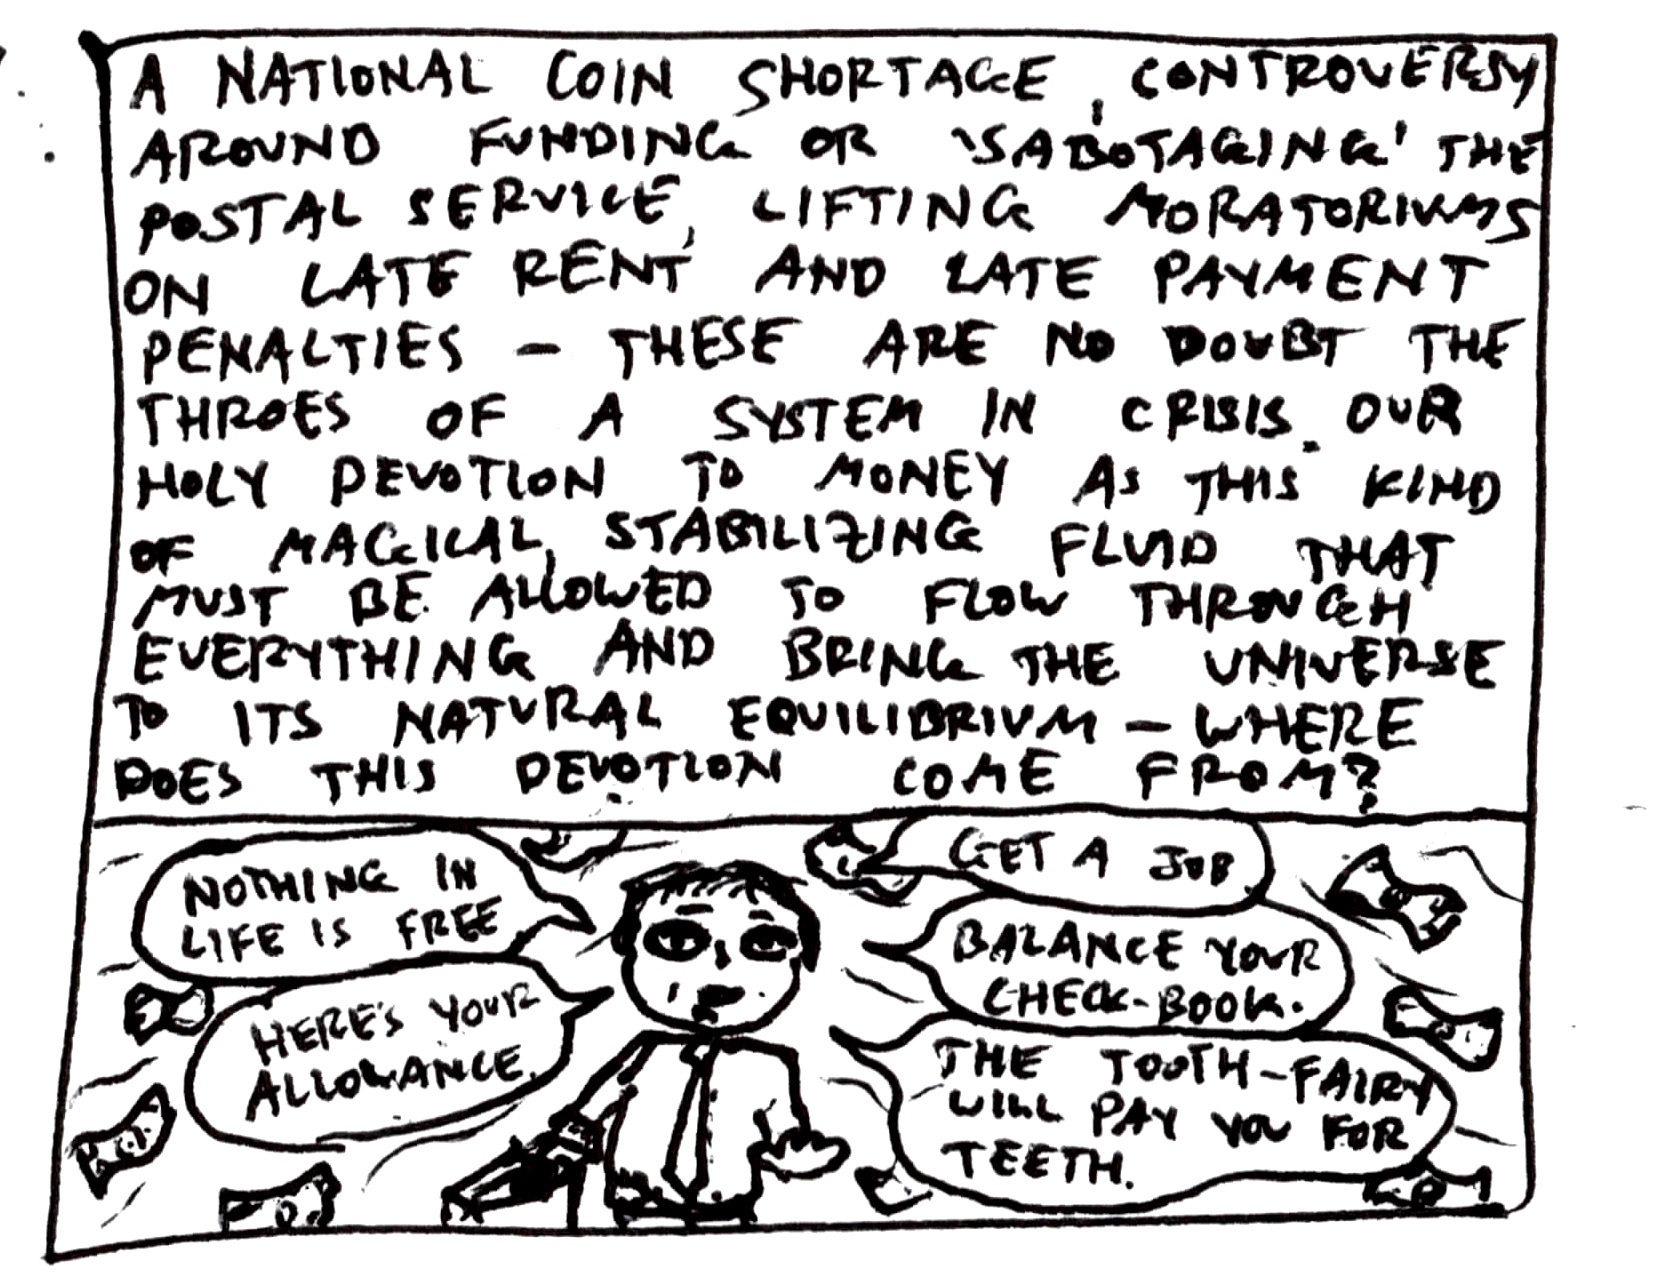 A NATIONAL COIN SHORTAGE, CONTROVERSY
AROUND FUNDING OR 'SABOTAGING' THE
POSTAL SERVICE, LIFTING MORATORIUMS
ON LATE RENT AND LATE PAYMENT
PENALTIES – THESE ARE NO DOUBT THE
THROES OF A SYSTEM IN CRISIS. OUR
HOLY DEVOTION TO MONEY AS THIS KIND
OF MAGICAL, STABILIZING FLUID THAT
MUST BE ALLOWED TO FLOW THROUGH
EVERYTHING AND BRING THE UNIVERSE
TO ITS NATURAL EQUILIBRIUM – WHERE
DOES THIS DEVOTION COME FROM?
NOTHING IN
LIFE IS FREE.
HERE'S YOUR
ALLOWANCE.
GET A JOB.
BALANCE YOUR
CHECK-BOOK.
THE TOOTH-FAIRY
WILL PAY YOU FOR
TEETH.